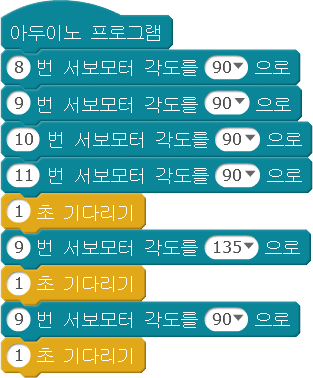 아두이노 프로그램
8 번 서보모터 각도를 90 으로
9 번 서보모터 각도를 90 으로
10 번 서보모터 각도를 90 으로
11 번 서보모터 각도를 90 으로
1 초 기다리기
9 번 서보모터 각도를 135 으로
1 초 기다리기
9 번 서보모터 각도를 90 으로
1 초 기다리기